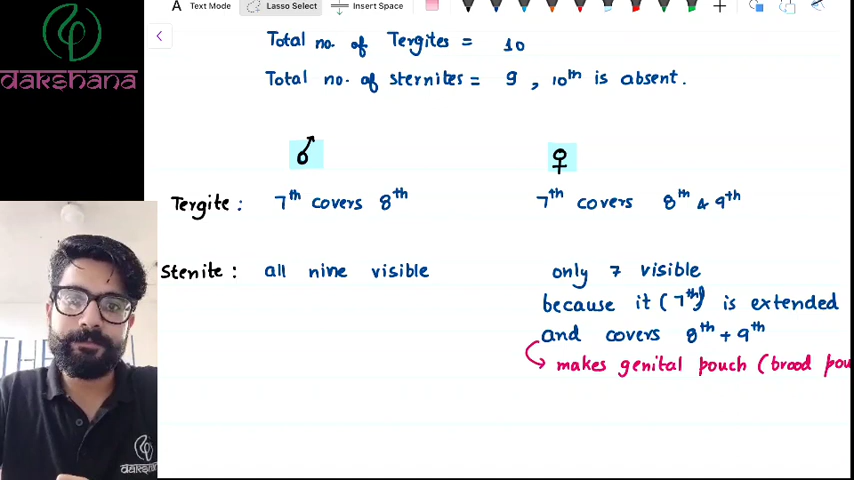 Text Mode Lasso Select Insert Space
dakshana
Total no. of Tergites = 10
Total no. of sternites = 9, 10th is absent.
♂ ♀
Tergite: 7th covers 8th 7th covers 8th & 9th
Stenite: all nine visible only 7 visible
because it (7th) is extended
and covers 8th + 9th
makes genital pouch (brood pou
dakshana